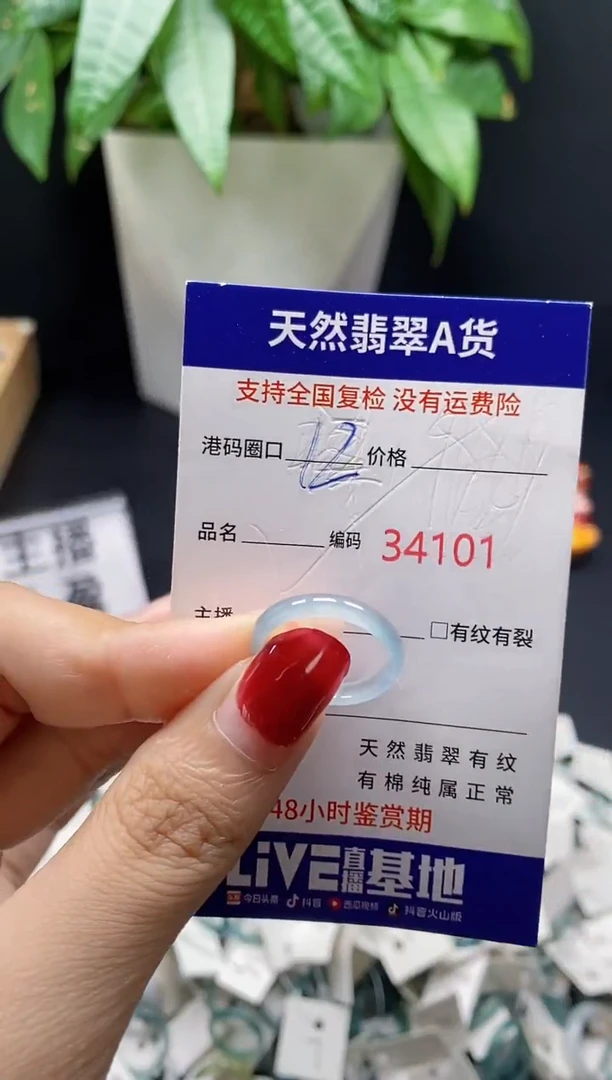 天然翡翠A货
支持全国复检 没有运费险
港码圈口 12 价格
品名 编码 34101
主播
□有纹有裂
天然翡翠有纹
有棉纯属正常
48小时鉴赏期
LiVE直播基地
今日头条 抖音 西瓜视频 抖音火山版
主播